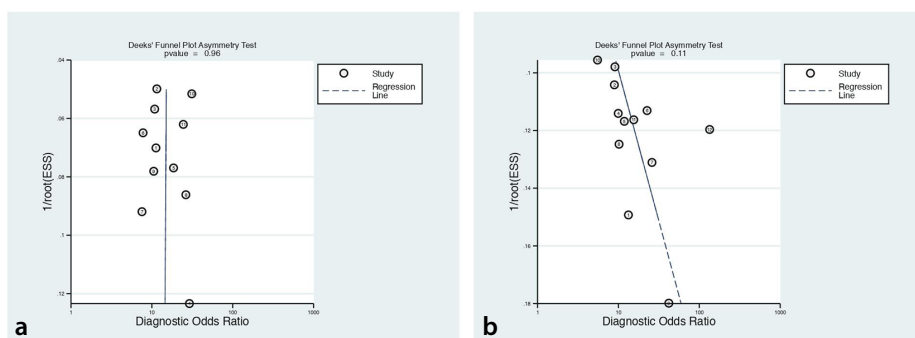 Deeks' Funnel Plot Asymmetry Test
pvalue = 0.96
.04
.06
.08
.1
.12
1/root(ESS)
1
10
100
1000
Diagnostic Odds Ratio
Study
Regression
Line
a
Deeks' Funnel Plot Asymmetry Test
pvalue = 0.11
.1
.12
.14
.16
.18
1/root(ESS)
1
10
100
1000
Diagnostic Odds Ratio
Study
Regression
Line
b